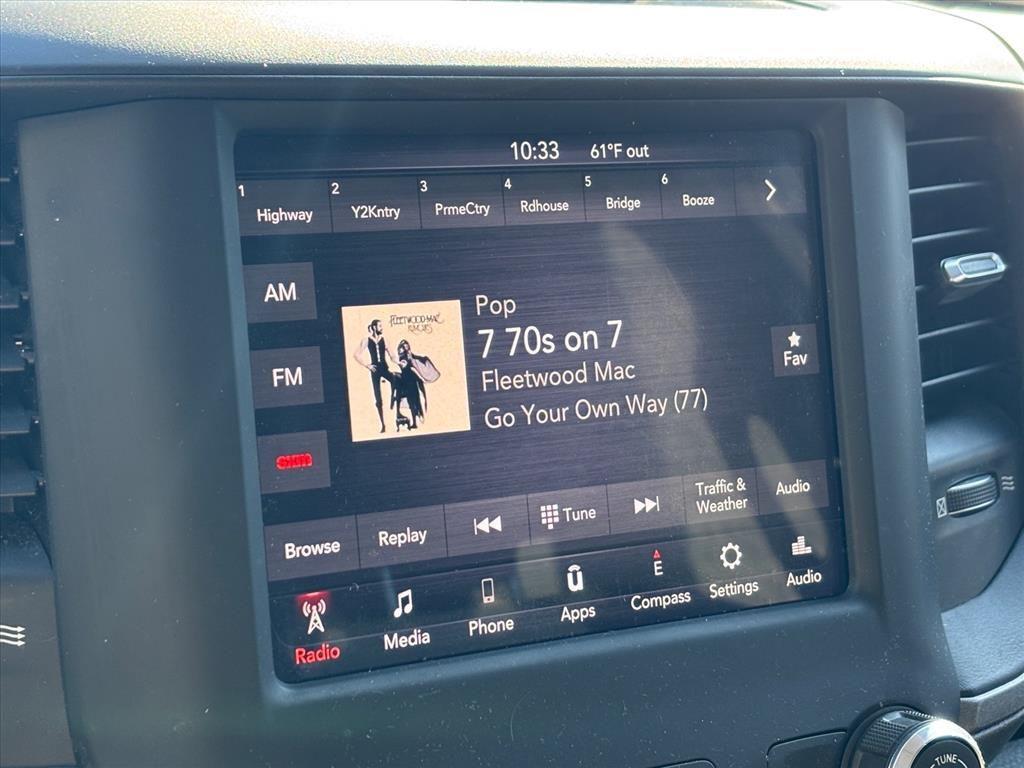 10:33 61°F out
1 Highway 2 Y2Kntry 3 PrmeCtry 4 Rdhouse 5 Bridge 6 Booze
AM
FM
sxm
FLEETWOOD MAC
RUMOURS
Pop
7 70s on 7
Fleetwood Mac
Go Your Own Way (77)
Fav
Browse Replay Tune Traffic &
Weather Audio
Radio Media Phone Apps E Compass Settings Audio
TUNE